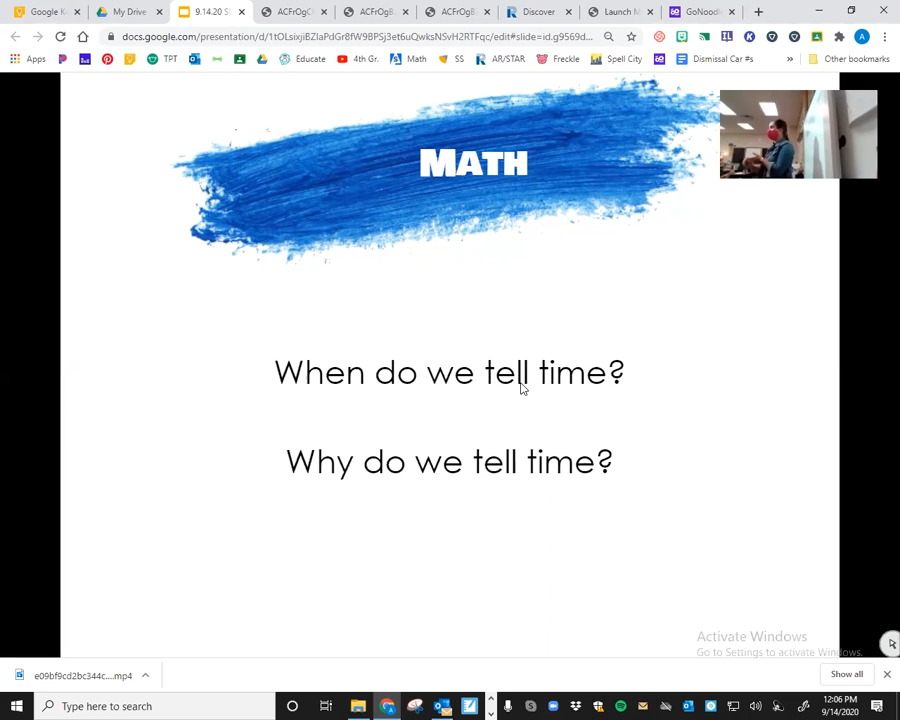 Google K
My Drive
9.14.20 S
ACFrOgC
ACFrOgB
ACFrOgB
Discover
Launch M
GoNoodl
docs.google.com/presentation/d/1tOLsixjiBZlaPdGr8fW9BPSj3et6uQwksNSvH2RTFqc/edit#slide=id.g9569d...
Apps
TPT
Educate
4th Gr.
Math
SS
AR/STAR
Freckle
Spell City
Dismissal Car #s
»
Other bookmarks
MATH
When do we tell time?
Why do we tell time?
Activate Windows
Go to Settings to activate Windows.
e09bf9cd2bc344c....mp4
Show all
Type here to search
12:06 PM
9/14/2020